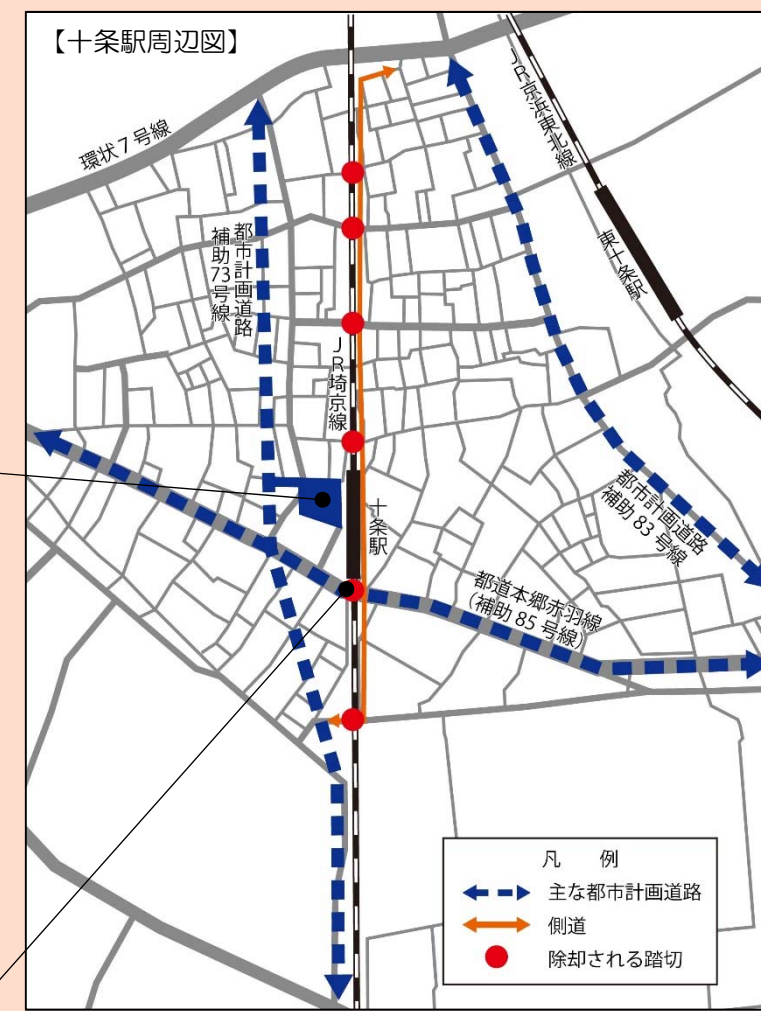 【十条駅周辺図】
環状7号線
JR京浜東北線
東十条駅
都市計画道路
補助73号線
JR埼京線
十条駅
都市計画道路
補助83号線
都道本郷赤羽線
(補助85号線)
凡 例
主な都市計画道路
側道
除却される踏切